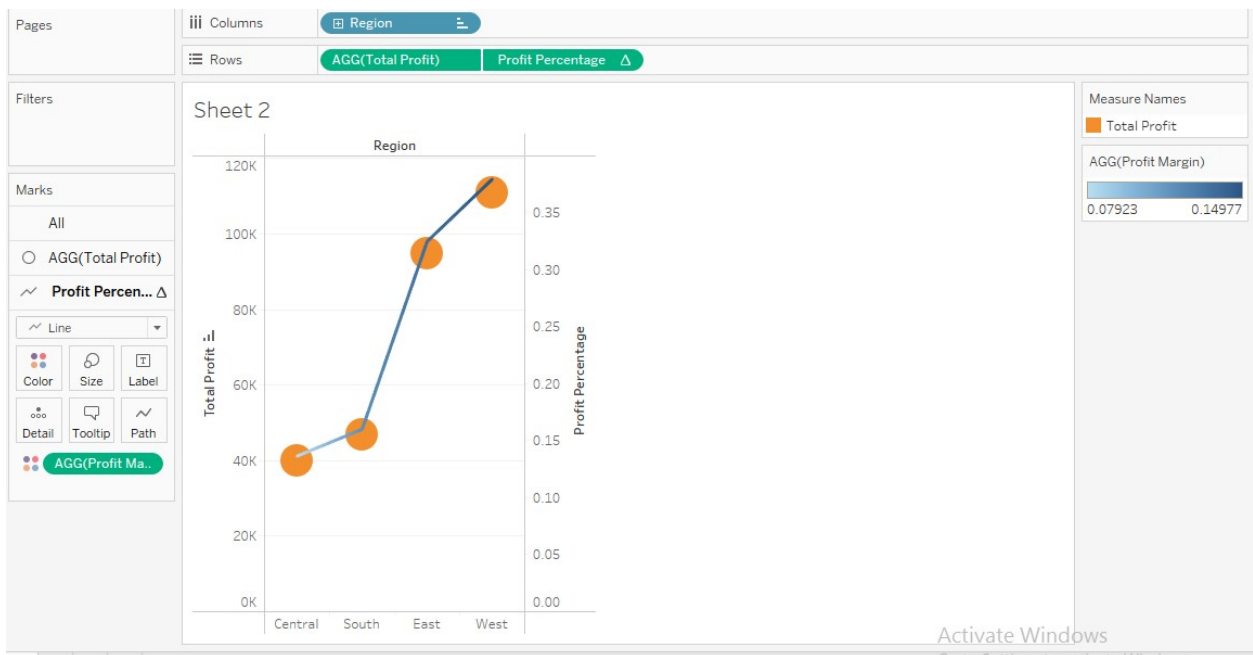 Pages
iii Columns
Region
Rows
AGG(Total Profit)
Profit Percentage Δ
Filters
Marks
All
AGG(Total Profit)
Profit Percen... Δ
Line
Color
Size
Label
Detail
Tooltip
Path
AGG(Profit Ma..
Sheet 2
Region
120K
100K
80K
60K
40K
20K
0K
Total Profit
Central South East West
0.35
0.30
0.25
0.20
0.15
0.10
0.05
0.00
Profit Percentage
Measure Names
Total Profit
AGG(Profit Margin)
0.07923 0.14977
Activate Windows